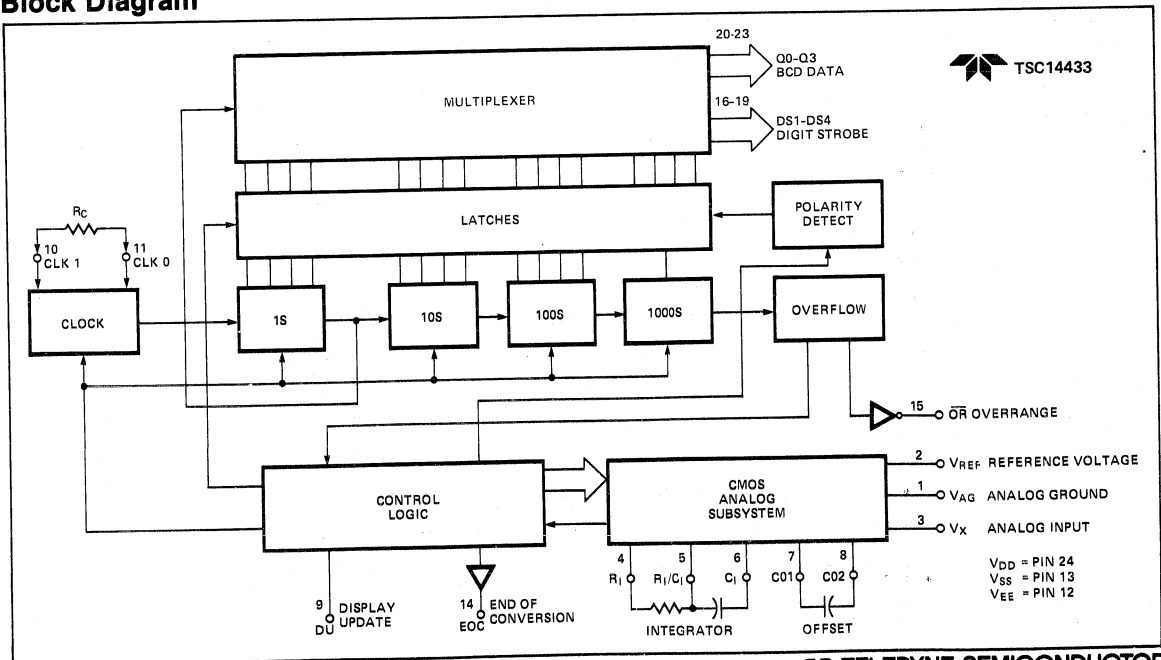 Block Diagram
20-23
Q0-Q3
BCD DATA
TSC14433
MULTIPLEXER
16-19
DS1-DS4
DIGIT STROBE
LATCHES
POLARITY
DETECT
RC
10
CLK 1
11
CLK 0
CLOCK
1S
10S
100S
1000S
OVERFLOW
15
OR OVERRANGE
2
VREF REFERENCE VOLTAGE
1
VAG ANALOG GROUND
3
VX ANALOG INPUT
CONTROL
LOGIC
CMOS
ANALOG
SUBSYSTEM
4
RI
5
RI/CI
6
CI
7
C01
8
C02
INTEGRATOR
OFFSET
VDD = PIN 24
VSS = PIN 13
VEE = PIN 12
9
DU
DISPLAY
UPDATE
14
EOC
END OF
CONVERSION
TELEDYNE SEMICONDUCTOR